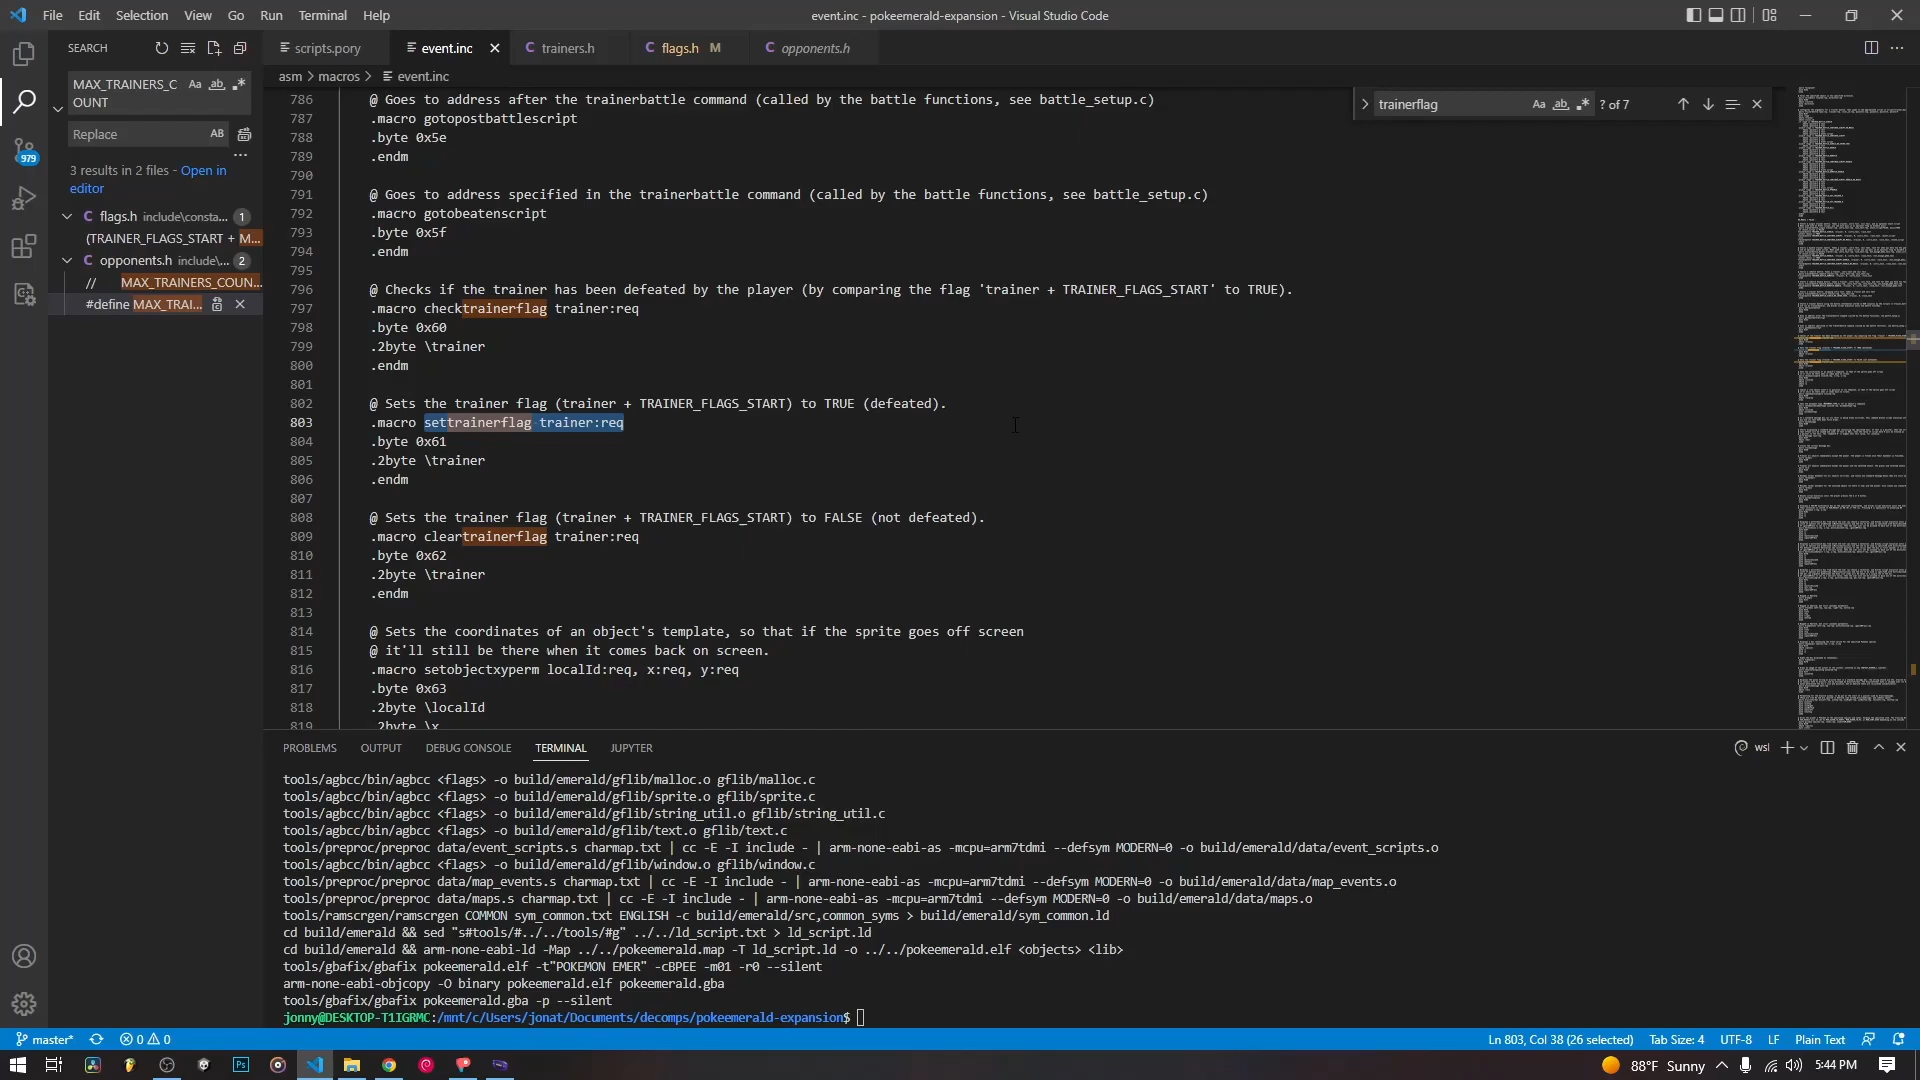 File Edit Selection View Go Run Terminal Help
event.inc - pokeemerald-expansion - Visual Studio Code
SEARCH
scripts.pory
event.inc
trainers.h
flags.h M
opponents.h
MAX_TRAINERS_C
OUNT
Aa ab
asm > macros > event.inc
Replace
AB
3 results in 2 files - Open in
editor
flags.h include\consta... 1
(TRAINER_FLAGS_START + M...
opponents.h include\... 2
// MAX_TRAINERS_COUN...
#define MAX_TRAI...
979
trainerflag
Aa ab
? of 7
786 @ Goes to address after the trainerbattle command (called by the battle functions, see battle_setup.c)
787 .macro gotopostbattlescript
788 .byte 0x5e
789 .endm
790
791 @ Goes to address specified in the trainerbattle command (called by the battle functions, see battle_setup.c)
792 .macro gotobeatenscript
793 .byte 0x5f
794 .endm
795
796 @ Checks if the trainer has been defeated by the player (by comparing the flag 'trainer + TRAINER_FLAGS_START' to TRUE).
797 .macro checktrainerflag trainer:req
798 .byte 0x60
799 .2byte \trainer
800 .endm
801
802 @ Sets the trainer flag (trainer + TRAINER_FLAGS_START) to TRUE (defeated).
803 .macro settrainerflag trainer:req
804 .byte 0x61
805 .2byte \trainer
806 .endm
807
808 @ Sets the trainer flag (trainer + TRAINER_FLAGS_START) to FALSE (not defeated).
809 .macro cleartrainerflag trainer:req
810 .byte 0x62
811 .2byte \trainer
812 .endm
813
814 @ Sets the coordinates of an object's template, so that if the sprite goes off screen
815 @ it'll still be there when it comes back on screen.
816 .macro setobjectxyperm localId:req, x:req, y:req
817 .byte 0x63
818 .2byte \localId
819 .2byte \x
PROBLEMS OUTPUT DEBUG CONSOLE TERMINAL JUPYTER
wsl
tools/agbcc/bin/agbcc <flags> -o build/emerald/gflib/malloc.o gflib/malloc.c
tools/agbcc/bin/agbcc <flags> -o build/emerald/gflib/sprite.o gflib/sprite.c
tools/agbcc/bin/agbcc <flags> -o build/emerald/gflib/string_util.o gflib/string_util.c
tools/agbcc/bin/agbcc <flags> -o build/emerald/gflib/text.o gflib/text.c
tools/preproc/preproc data/event_scripts.s charmap.txt | cc -E -I include - | arm-none-eabi-as -mcpu=arm7tdmi --defsym MODERN=0 -o build/emerald/data/event_scripts.o
tools/agbcc/bin/agbcc <flags> -o build/emerald/gflib/window.o gflib/window.c
tools/preproc/preproc data/map_events.s charmap.txt | cc -E -I include - | arm-none-eabi-as -mcpu=arm7tdmi --defsym MODERN=0 -o build/emerald/data/map_events.o
tools/preproc/preproc data/maps.s charmap.txt | cc -E -I include - | arm-none-eabi-as -mcpu=arm7tdmi --defsym MODERN=0 -o build/emerald/data/maps.o
tools/ramscrgen/ramscrgen COMMON sym_common.txt ENGLISH -c build/emerald/src,common_syms > build/emerald/sym_common.ld
cd build/emerald && sed "s#tools/#../../tools/#g" ../../ld_script.txt > ld_script.ld
cd build/emerald && arm-none-eabi-ld -Map ../../pokeemerald.map -T ld_script.ld -o ../../pokeemerald.elf <objects> <lib>
tools/gbafix/gbafix pokeemerald.elf -t"POKEMON EMER" -cBPEE -m01 -r0 --silent
arm-none-eabi-objcopy -O binary pokeemerald.elf pokeemerald.gba
tools/gbafix/gbafix pokeemerald.gba -p --silent
jonny@DESKTOP-T1IGRMC:/mnt/c/Users/jonat/Documents/decomps/pokeemerald-expansion$
master* 0 0
Ln 803, Col 38 (26 selected) Tab Size: 4 UTF-8 LF Plain Text
Ps
88°F Sunny
5:44 PM